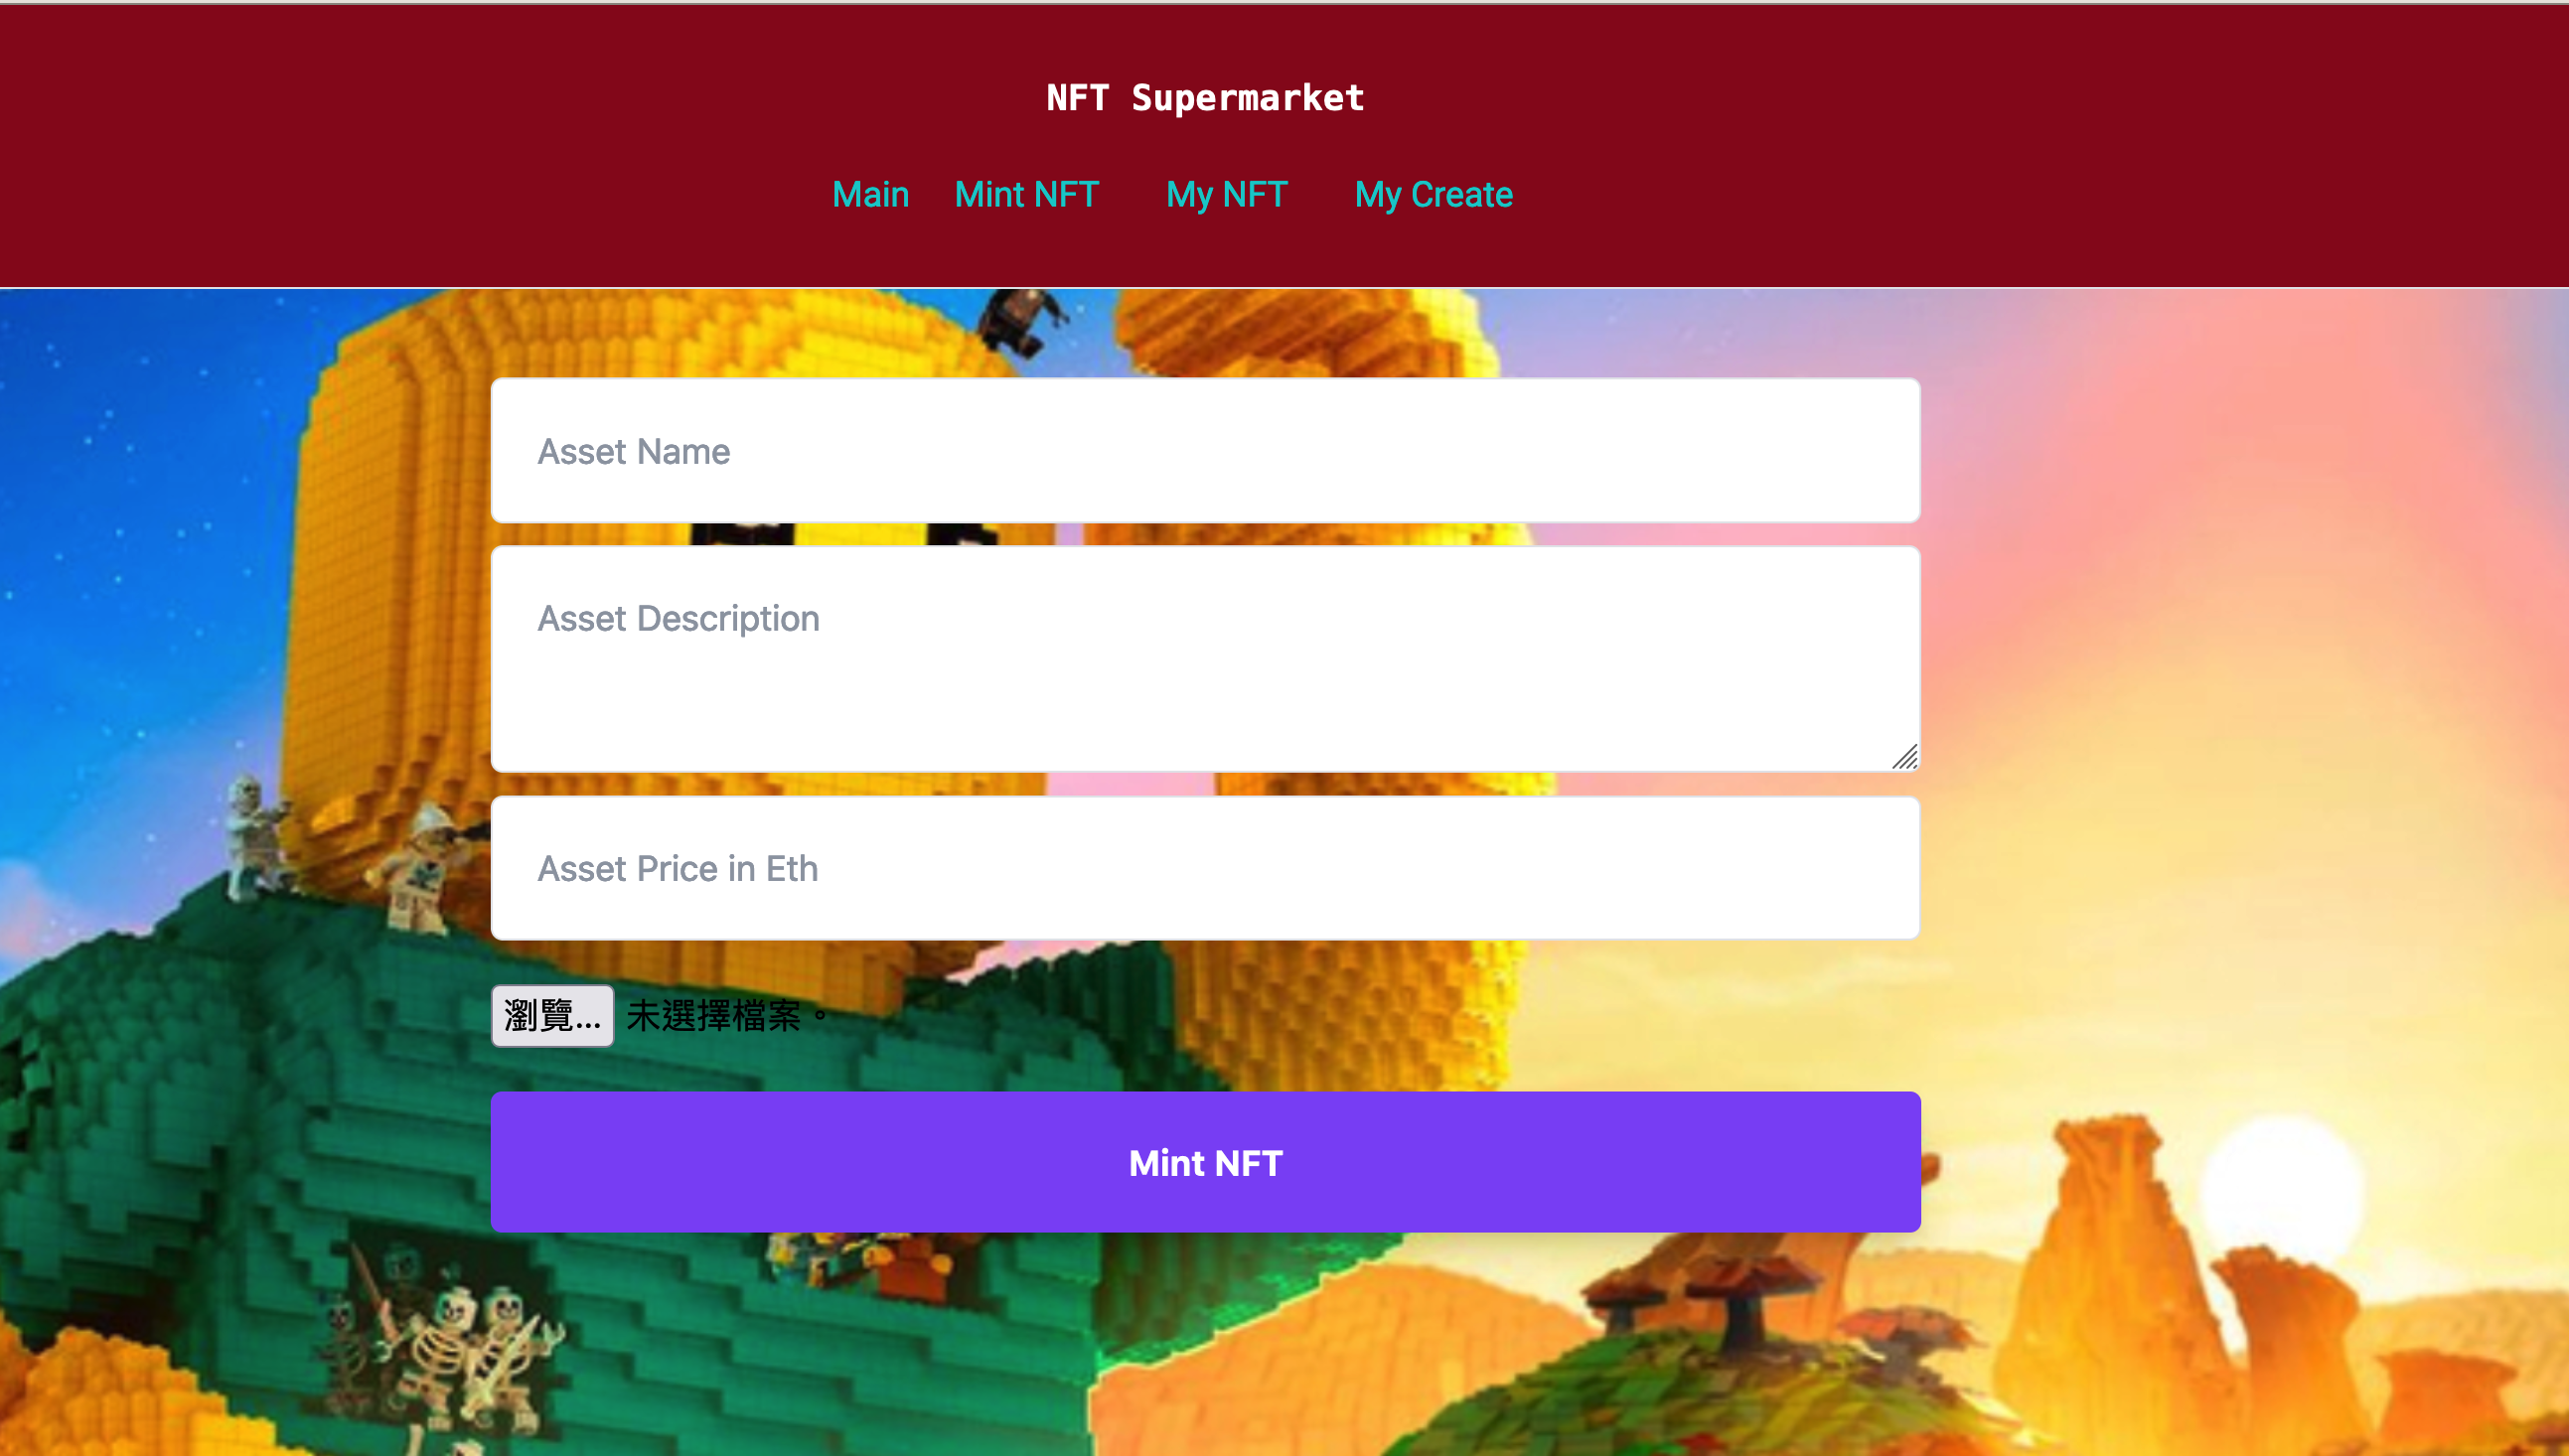 NFT Supermarket
Main Mint NFT My NFT My Create
Asset Name
Asset Description
Asset Price in Eth
瀏覽... 未選擇檔案。
Mint NFT